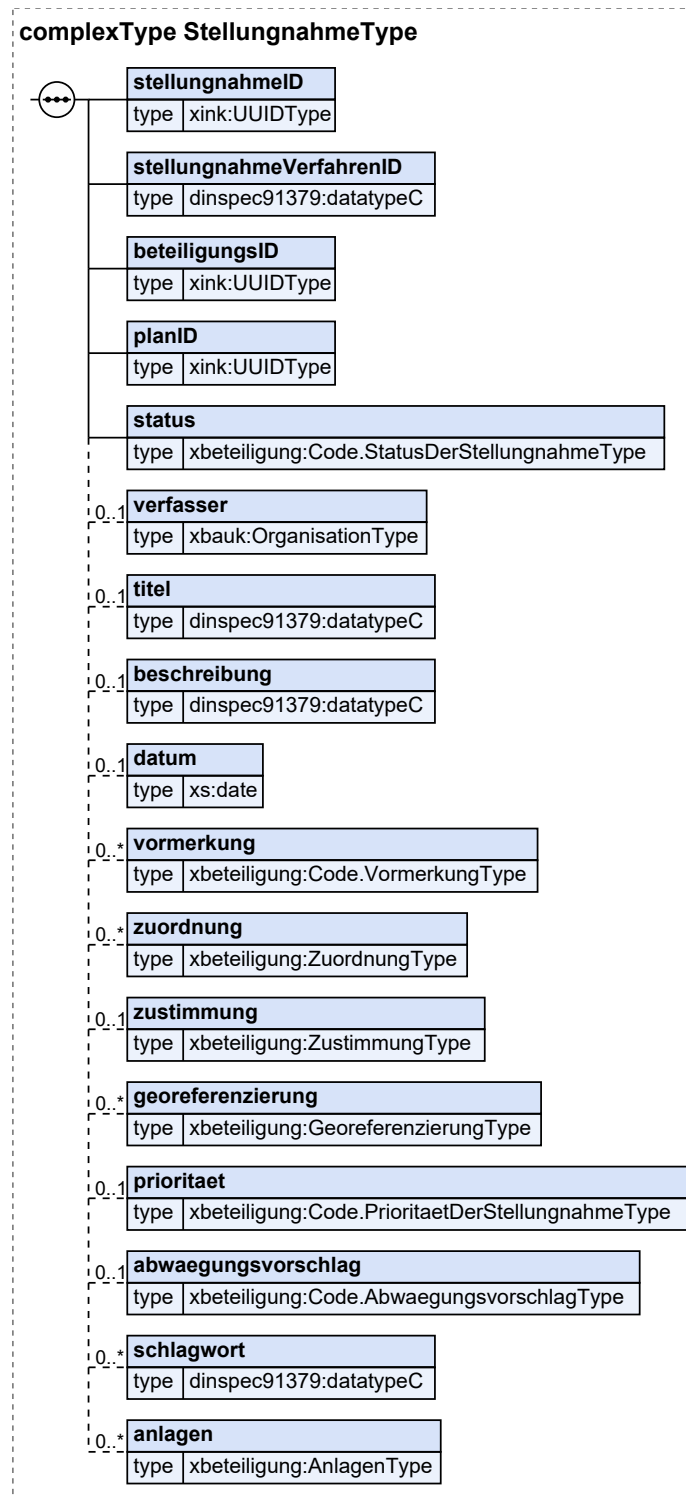 complexType StellungnahmeType
stellungnahmeID
type xink:UUIDType
stellungnahmeVerfahrenID
type dinspec91379:datatypeC
beteiligungsID
type xink:UUIDType
planID
type xink:UUIDType
status
type xbeteiligung:Code.StatusDerStellungnahmeType
0..1 verfasser
type xbauk:OrganisationType
0..1 titel
type dinspec91379:datatypeC
0..1 beschreibung
type dinspec91379:datatypeC
0..1 datum
type xs:date
0..* vormerkung
type xbeteiligung:Code.VormerkungType
0..* zuordnung
type xbeteiligung:ZuordnungType
0..1 zustimmung
type xbeteiligung:ZustimmungType
0..* georeferenzierung
type xbeteiligung:GeoreferenzierungType
0..1 prioritaet
type xbeteiligung:Code.PrioritaetDerStellungnahmeType
0..1 abwaegungsvorschlag
type xbeteiligung:Code.AbwaegungsvorschlagType
0..* schlagwort
type dinspec91379:datatypeC
0..* anlagen
type xbeteiligung:AnlagenType